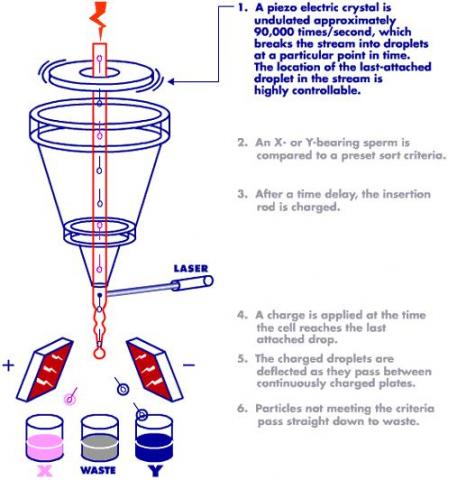 1. A piezo electric crystal is
undulated approximately
90,000 times/second, which
breaks the stream into droplets
at a particular point in time.
The location of the last-attached
droplet in the stream is
highly controllable.
2. An X- or Y-bearing sperm is
compared to a preset sort criteria.
3. After a time delay, the insertion
rod is charged.
LASER
4. A charge is applied at the time
the cell reaches the last
attached drop.
5. The charged droplets are
deflected as they pass between
continuously charged plates.
6. Particles not meeting the criteria
pass straight down to waste.
+
−
X
WASTE
Y